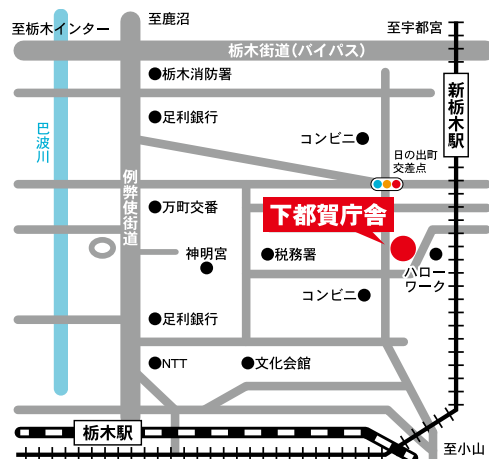 至鹿沼
至栃木インター
至宇都宮
栃木街道（バイパス）
栃木消防署
新栃木駅
足利銀行
巴波川
コンビニ
日の出町
交差点
例弊使街道
万町交番
下都賀庁舎
神明宮
税務署
ハロー
ワーク
コンビニ
足利銀行
NTT
文化会館
栃木駅
至小山